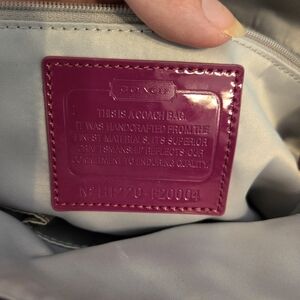 COACH
THIS IS A COACH BAG.
IT WAS HANDCRAFTED FROM THE
FINEST MATERIALS. ITS SUPERIOR
CRAFTSMANSHIP REFLECTS OUR
COMMITMENT TO ENDURING QUALITY.
-F20004